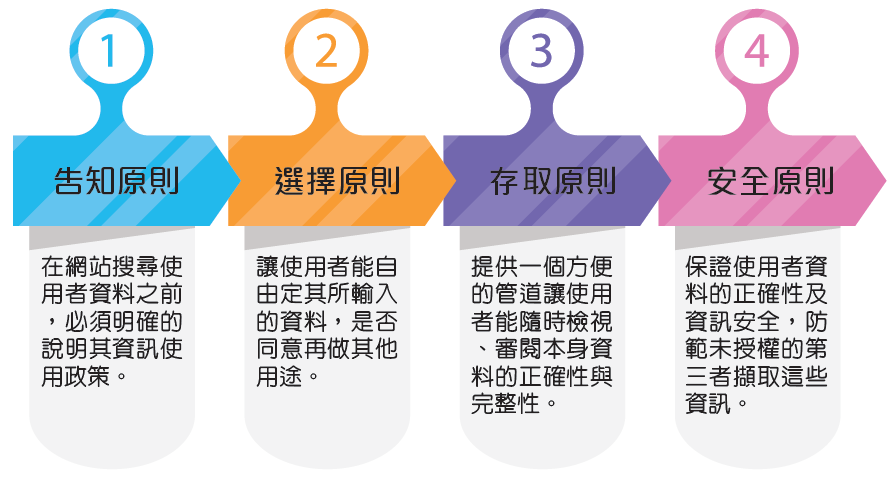 1
告知原則
在網站搜尋使
用者資料之前
，必須明確的
說明其資訊使
用政策。
2
選擇原則
讓使用者能自
由定其所輸入
的資料，是否
同意再做其他
用途。
3
存取原則
提供一個方便
的管道讓使用
者能隨時檢視
、審閱本身資
料的正確性與
完整性。
4
安全原則
保證使用者資
料的正確性及
資訊安全，防
範未授權的第
三者擷取這些
資訊。